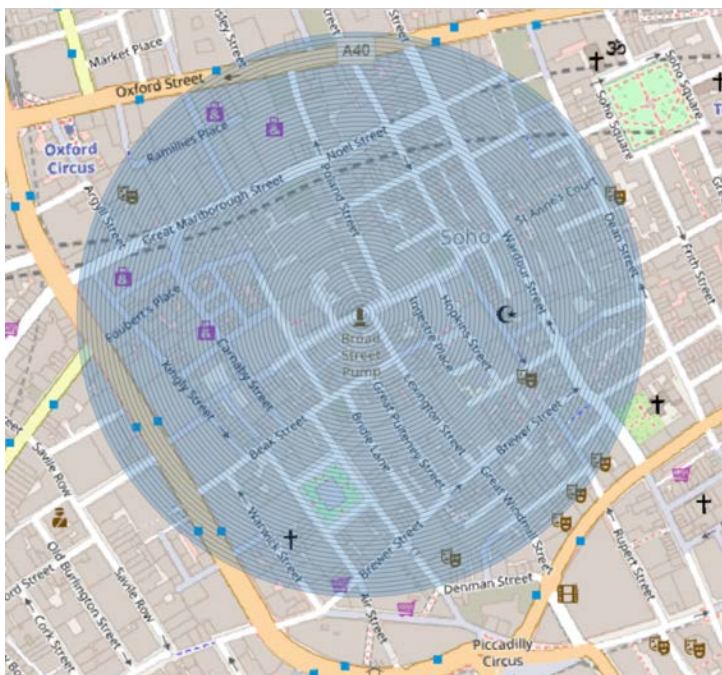 Market Place
A40
Oxford Street
Soho Square
Soho Square
Oxford
Circus
Ramillies Place
Noel Street
Poland Street
Argyll Street
Great Marlborough Street
St Anne's Court
Soho
Wardour Street
Dean Street
Frith Street
Foubert's Place
Broad
Street
Pump
Ingestre Place
Hopkins Street
Carnaby Street
Kingly Street
Lexington Street
Great Pulteney Street
Beak Street
Bridle Lane
Brewer Street
Savile Row
Great Windmill Street
Warwick Street
Brewer Street
Rupert Street
Old Burlington Street
Savile Row
Denman Street
Air Street
Cork Street
Piccadilly
Circus